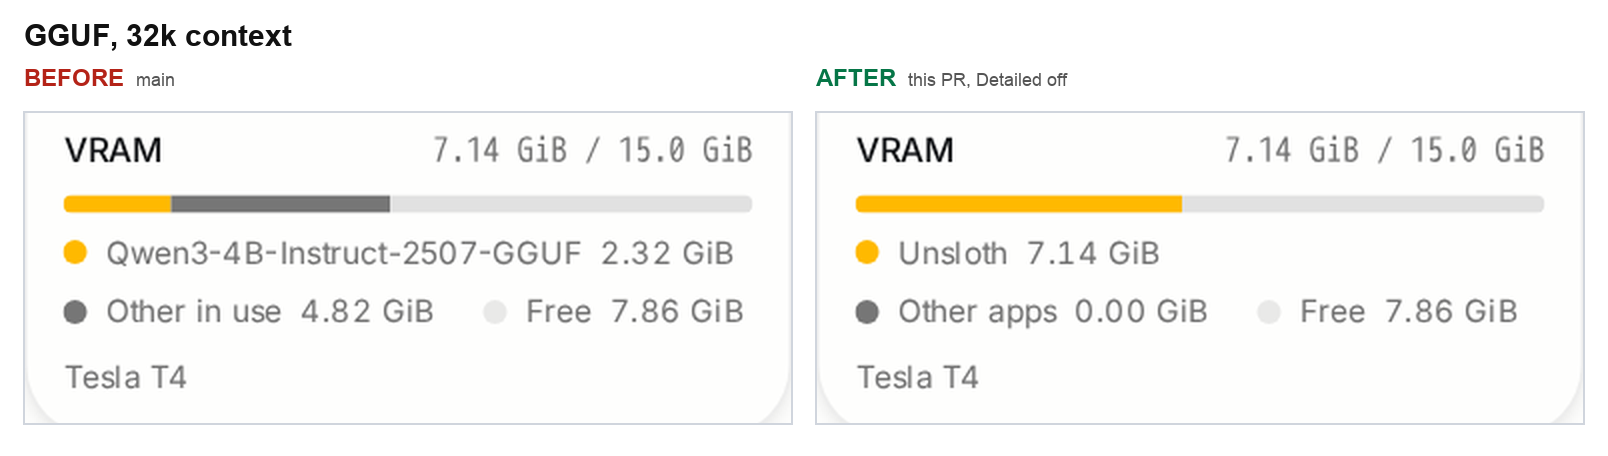 GGUF, 32k context
BEFORE main
VRAM 7.14 GiB / 15.0 GiB
Qwen3-4B-Instruct-2507-GGUF 2.32 GiB
Other in use 4.82 GiB Free 7.86 GiB
Tesla T4
AFTER this PR, Detailed off
VRAM 7.14 GiB / 15.0 GiB
Unsloth 7.14 GiB
Other apps 0.00 GiB Free 7.86 GiB
Tesla T4